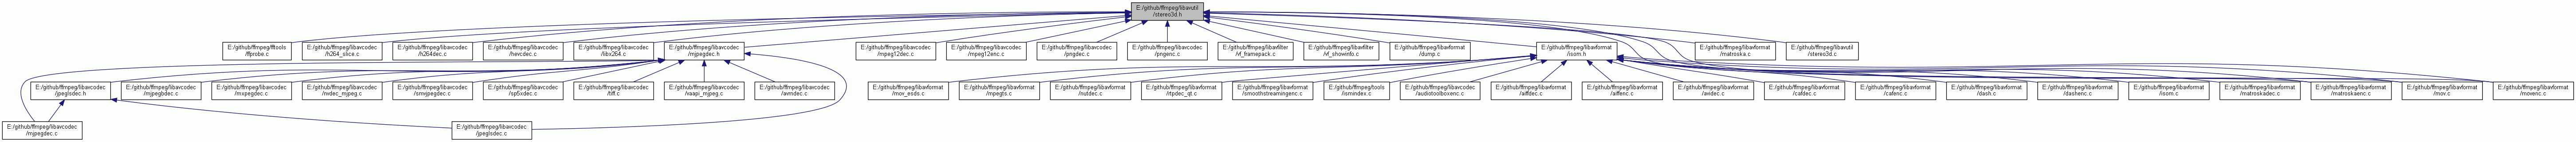 E:/github/ffmpeg/libavutil
/stereo3d.h
E:/github/ffmpeg/fftools
/ffprobe.c
E:/github/ffmpeg/libavcodec
/h264_slice.c
E:/github/ffmpeg/libavcodec
/h264dec.c
E:/github/ffmpeg/libavcodec
/hevcdec.c
E:/github/ffmpeg/libavcodec
/libx264.c
E:/github/ffmpeg/libavcodec
/mjpegdec.h
E:/github/ffmpeg/libavcodec
/mpeg12dec.c
E:/github/ffmpeg/libavcodec
/mpeg12enc.c
E:/github/ffmpeg/libavcodec
/pngdec.c
E:/github/ffmpeg/libavcodec
/pngenc.c
E:/github/ffmpeg/libavfilter
/vf_framepack.c
E:/github/ffmpeg/libavfilter
/vf_showinfo.c
E:/github/ffmpeg/libavformat
/dump.c
E:/github/ffmpeg/libavformat
/isom.h
E:/github/ffmpeg/libavformat
/matroska.c
E:/github/ffmpeg/libavutil
/stereo3d.c
E:/github/ffmpeg/libavcodec
/jpeglsdec.h
E:/github/ffmpeg/libavcodec
/mjpegbdec.c
E:/github/ffmpeg/libavcodec
/mxpegdec.c
E:/github/ffmpeg/libavcodec
/nvdec_mjpeg.c
E:/github/ffmpeg/libavcodec
/smvjpegdec.c
E:/github/ffmpeg/libavcodec
/sp5xdec.c
E:/github/ffmpeg/libavcodec
/tiff.c
E:/github/ffmpeg/libavcodec
/vaapi_mjpeg.c
E:/github/ffmpeg/libavcodec
/avrndec.c
E:/github/ffmpeg/libavformat
/mov_esds.c
E:/github/ffmpeg/libavformat
/mpegts.c
E:/github/ffmpeg/libavformat
/nutdec.c
E:/github/ffmpeg/libavformat
/rtpdec_qt.c
E:/github/ffmpeg/libavformat
/smoothstreamingenc.c
E:/github/ffmpeg/tools
/ismindex.c
E:/github/ffmpeg/libavcodec
/audiotoolboxenc.c
E:/github/ffmpeg/libavformat
/aiffdec.c
E:/github/ffmpeg/libavformat
/aiffenc.c
E:/github/ffmpeg/libavformat
/avidec.c
E:/github/ffmpeg/libavformat
/cafdec.c
E:/github/ffmpeg/libavformat
/cafenc.c
E:/github/ffmpeg/libavformat
/dash.c
E:/github/ffmpeg/libavformat
/dashenc.c
E:/github/ffmpeg/libavformat
/isom.c
E:/github/ffmpeg/libavformat
/matroskadec.c
E:/github/ffmpeg/libavformat
/matroskaenc.c
E:/github/ffmpeg/libavformat
/mov.c
E:/github/ffmpeg/libavformat
/movenc.c
E:/github/ffmpeg/libavcodec
/mjpegdec.c
E:/github/ffmpeg/libavcodec
/jpeglsdec.c